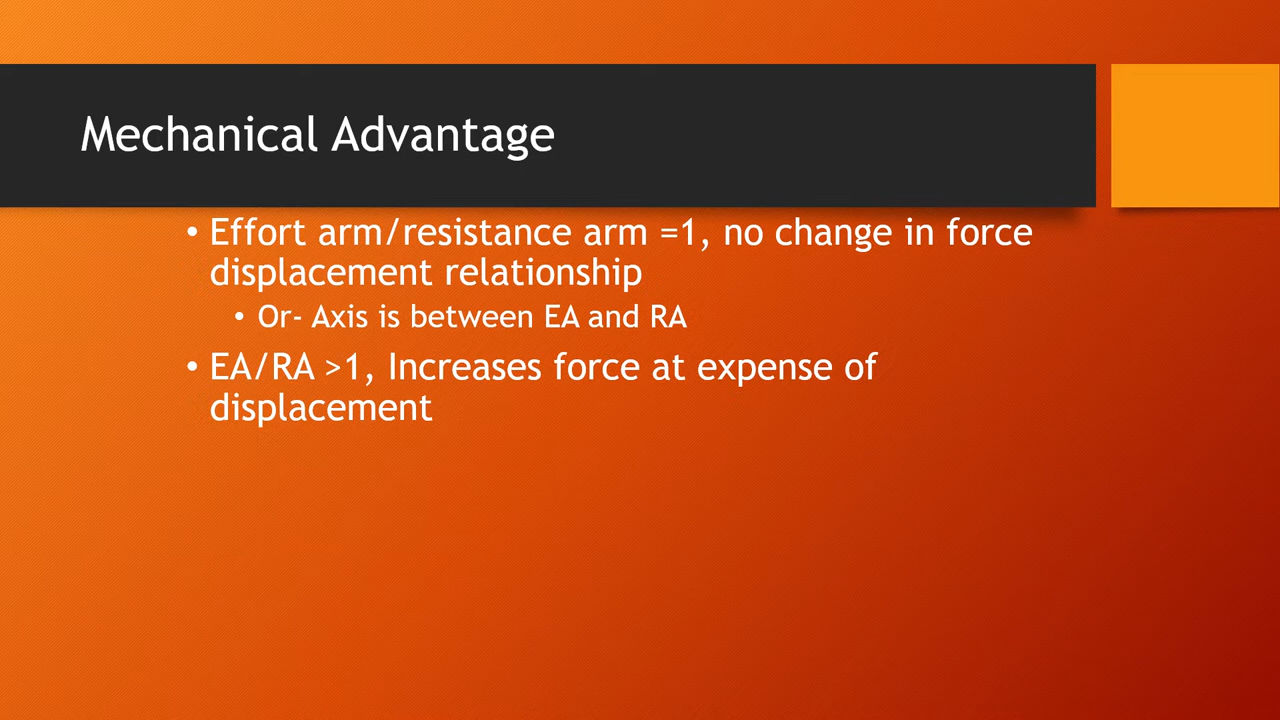 Mechanical Advantage
• Effort arm/resistance arm =1, no change in force
displacement relationship
• Or- Axis is between EA and RA
• EA/RA >1, Increases force at expense of
displacement